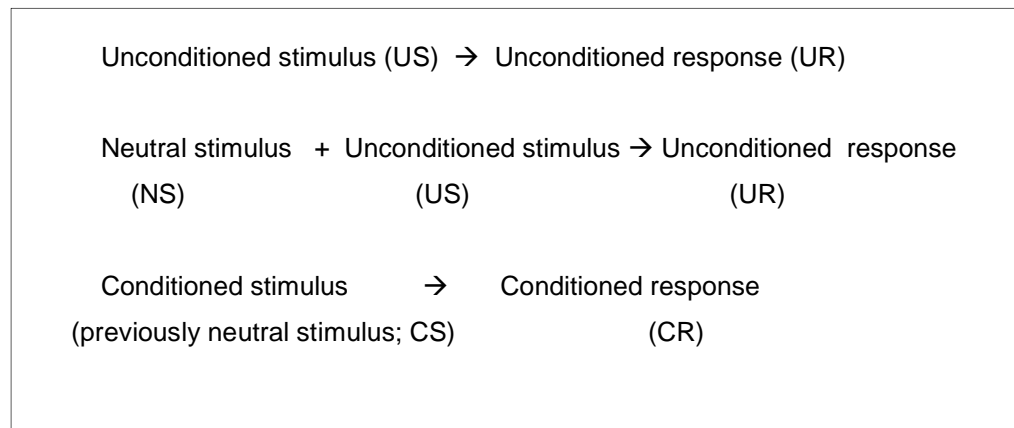 Unconditioned stimulus (US) → Unconditioned response (UR)
Neutral stimulus + Unconditioned stimulus → Unconditioned response
(NS) (US) (UR)
Conditioned stimulus → Conditioned response
(previously neutral stimulus; CS) (CR)